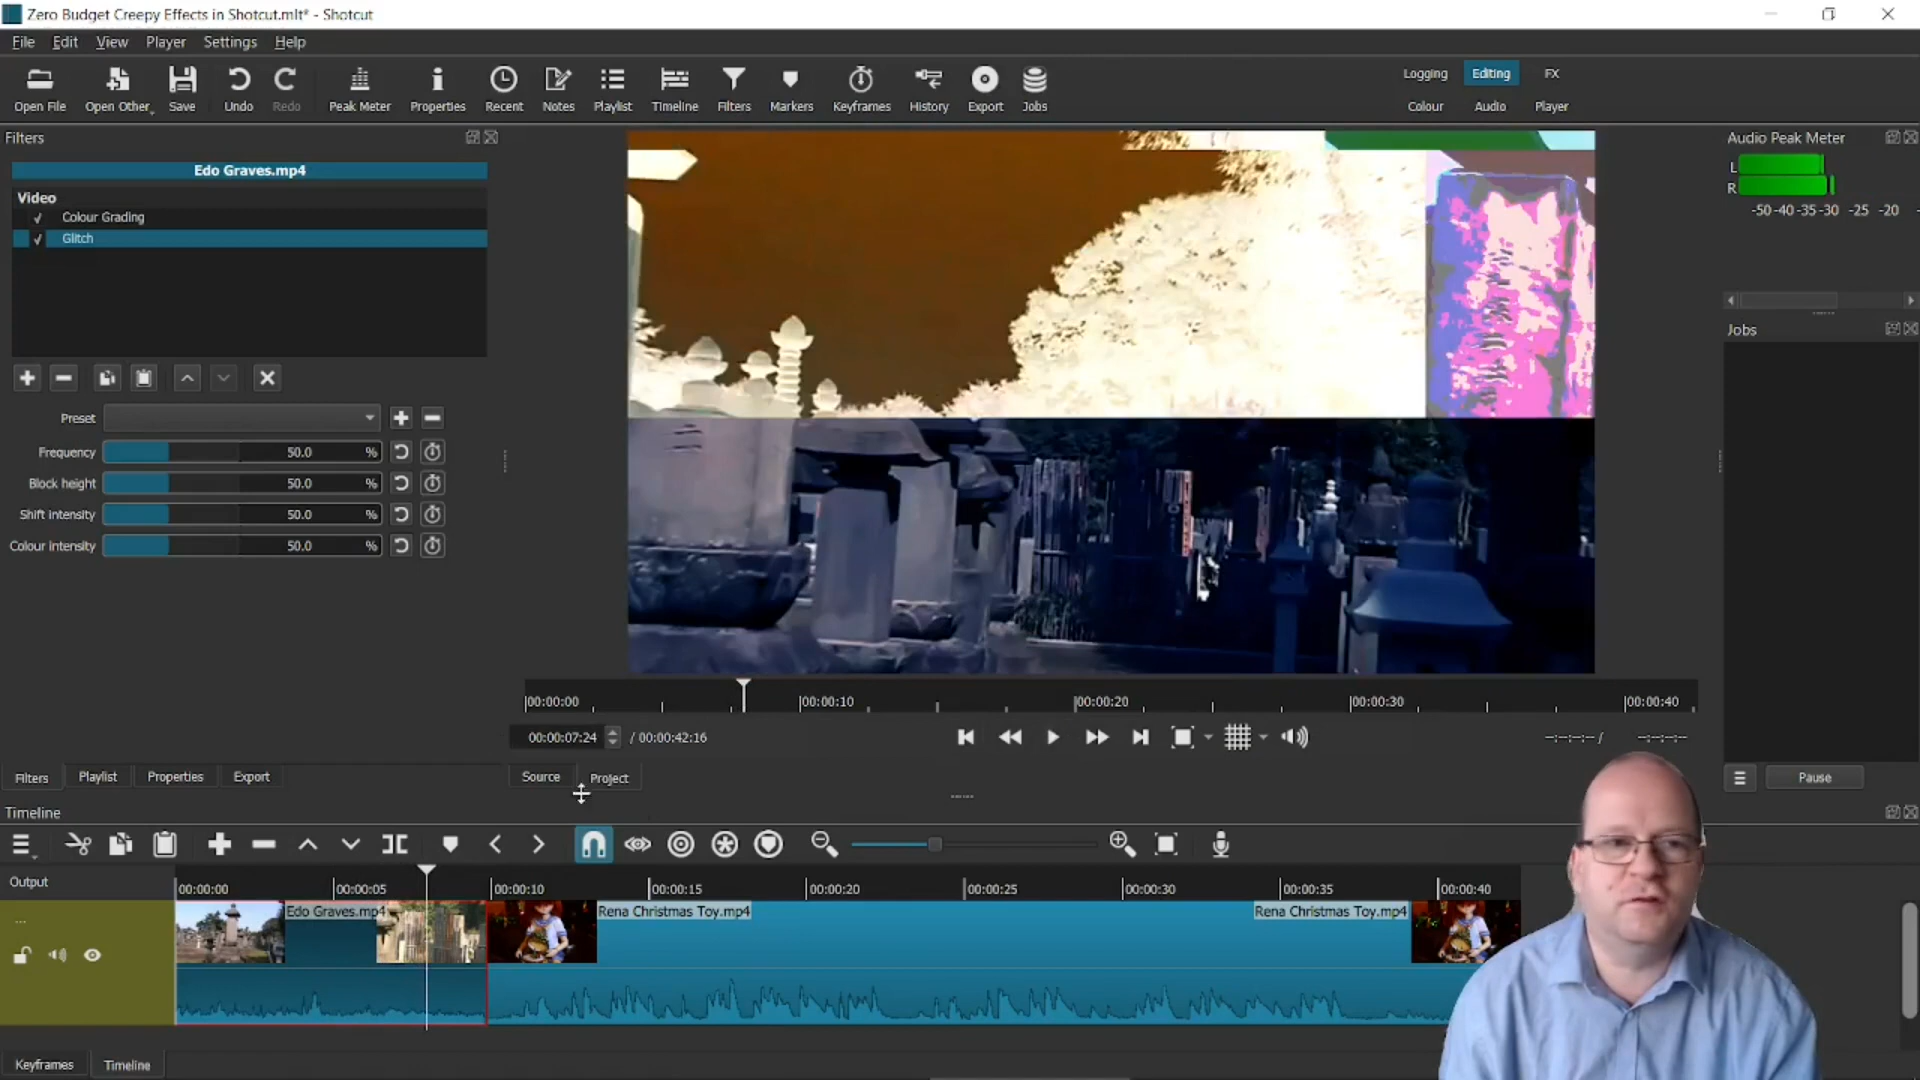 Zero Budget Creepy Effects in Shotcut.mlt* - Shotcut
File Edit View Player Settings Help
Open File Open Other Save Undo Redo Peak Meter Properties Recent Notes Playlist Timeline Filters Markers Keyframes History Export Jobs
Logging Editing FX
Colour Audio Player
Filters
Edo Graves.mp4
Video
Colour Grading
Glitch
Preset
Frequency 50.0 %
Block height 50.0 %
Shift intensity 50.0 %
Colour intensity 50.0 %
Audio Peak Meter
L
R
-50 -40 -35 -30 -25 -20
Jobs
00:00:00 00:00:10 00:00:20 00:00:30 00:00:40
00:00:07:24 / 00:00:42:16
--:--:--:-- / --:--:--:--
Filters Playlist Properties Export
Source Project
Pause
Timeline
Output
00:00:00 00:00:05 00:00:10 00:00:15 00:00:20 00:00:25 00:00:30 00:00:35 00:00:40
Edo Graves.mp4 Rena Christmas Toy.mp4 Rena Christmas Toy.mp4
Keyframes Timeline